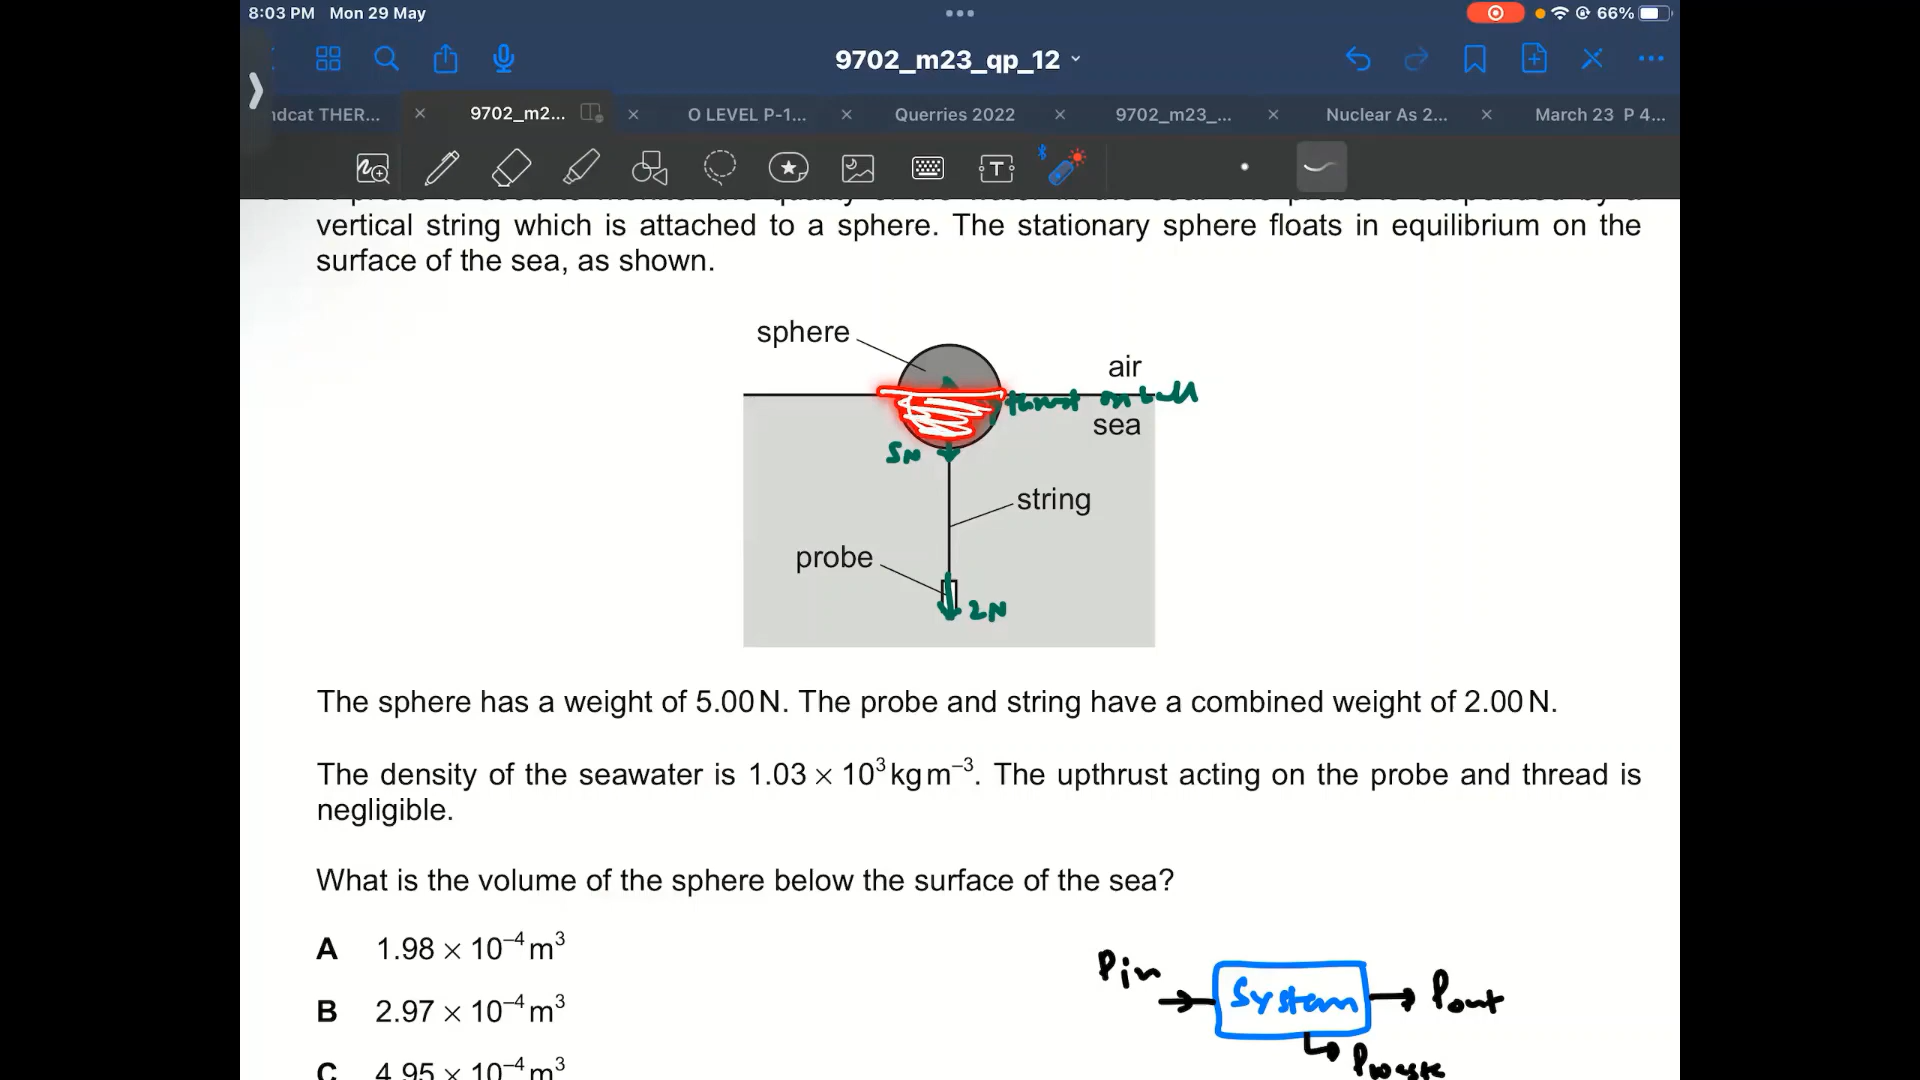 8:03 PM Mon 29 May
66%
9702_m23_qp_12
ndcat THER...
9702_m2...
O LEVEL P-1...
Querries 2022
9702_m23_...
Nuclear As 2...
March 23 P 4...
vertical string which is attached to a sphere. The stationary sphere floats in equilibrium on the
surface of the sea, as shown.
sphere
air
thrust on ball
sea
5N
string
probe
2N
The sphere has a weight of 5.00 N. The probe and string have a combined weight of 2.00 N.
The density of the seawater is 1.03 × 10³ kg m⁻³. The upthrust acting on the probe and thread is
negligible.
What is the volume of the sphere below the surface of the sea?
A 1.98 × 10⁻⁴ m³
B 2.97 × 10⁻⁴ m³
C 4.95 × 10⁻⁴ m³
Pin
System
Pout
Pwaste